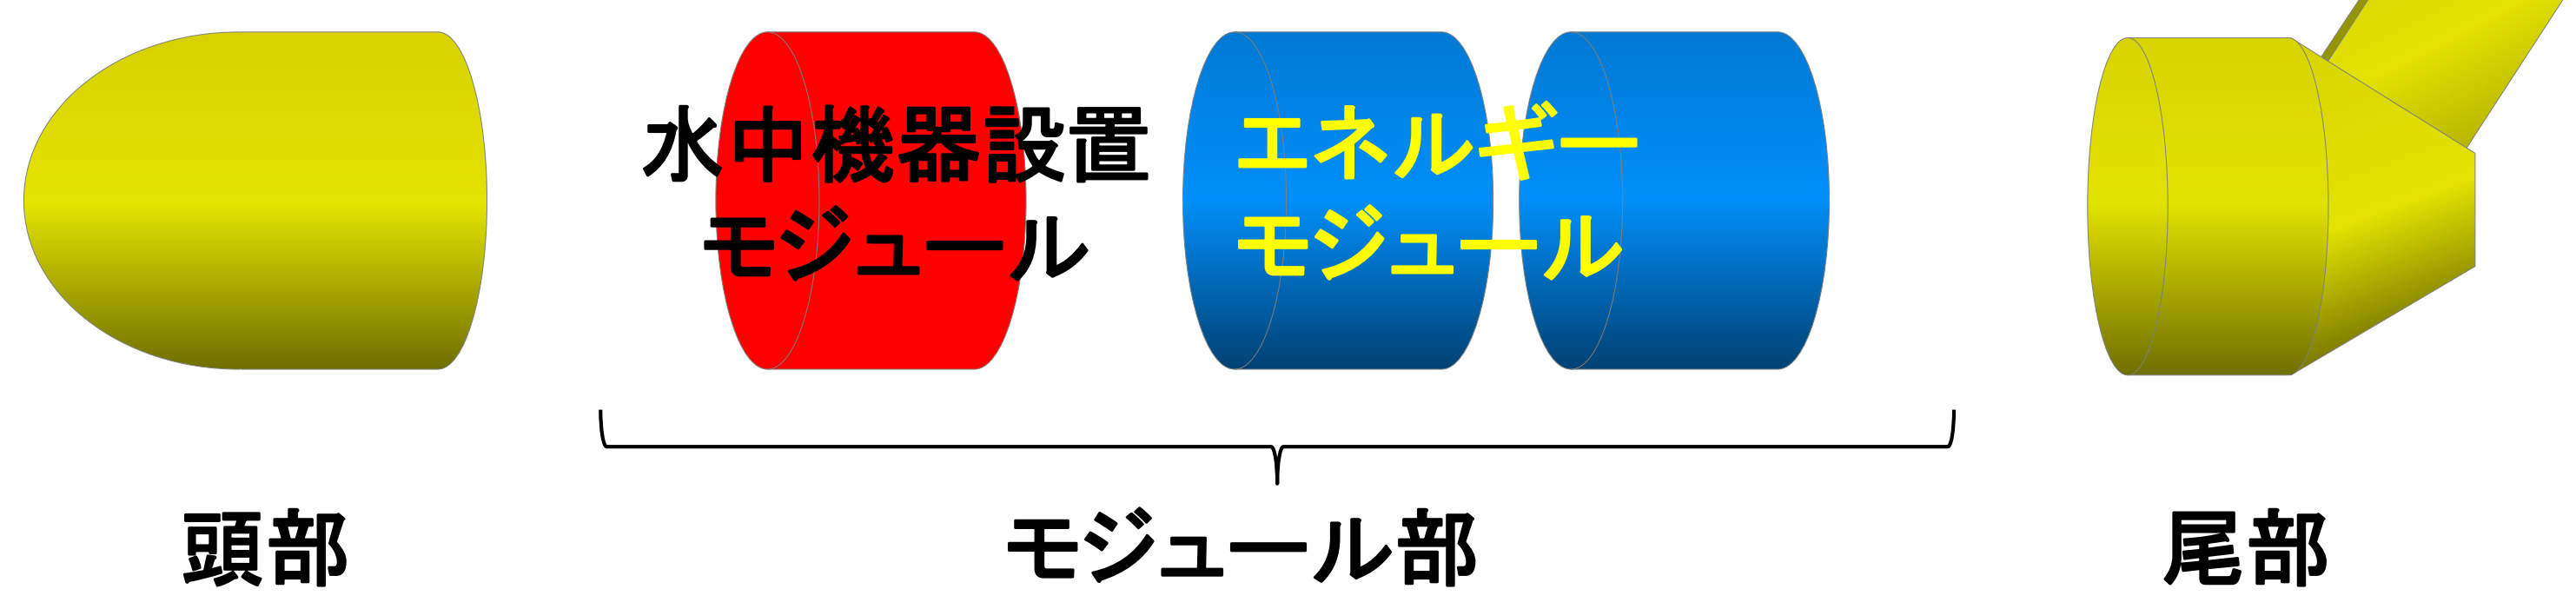 水中機器設置
モジュール
エネルギー
モジュール
頭部
モジュール部
尾部